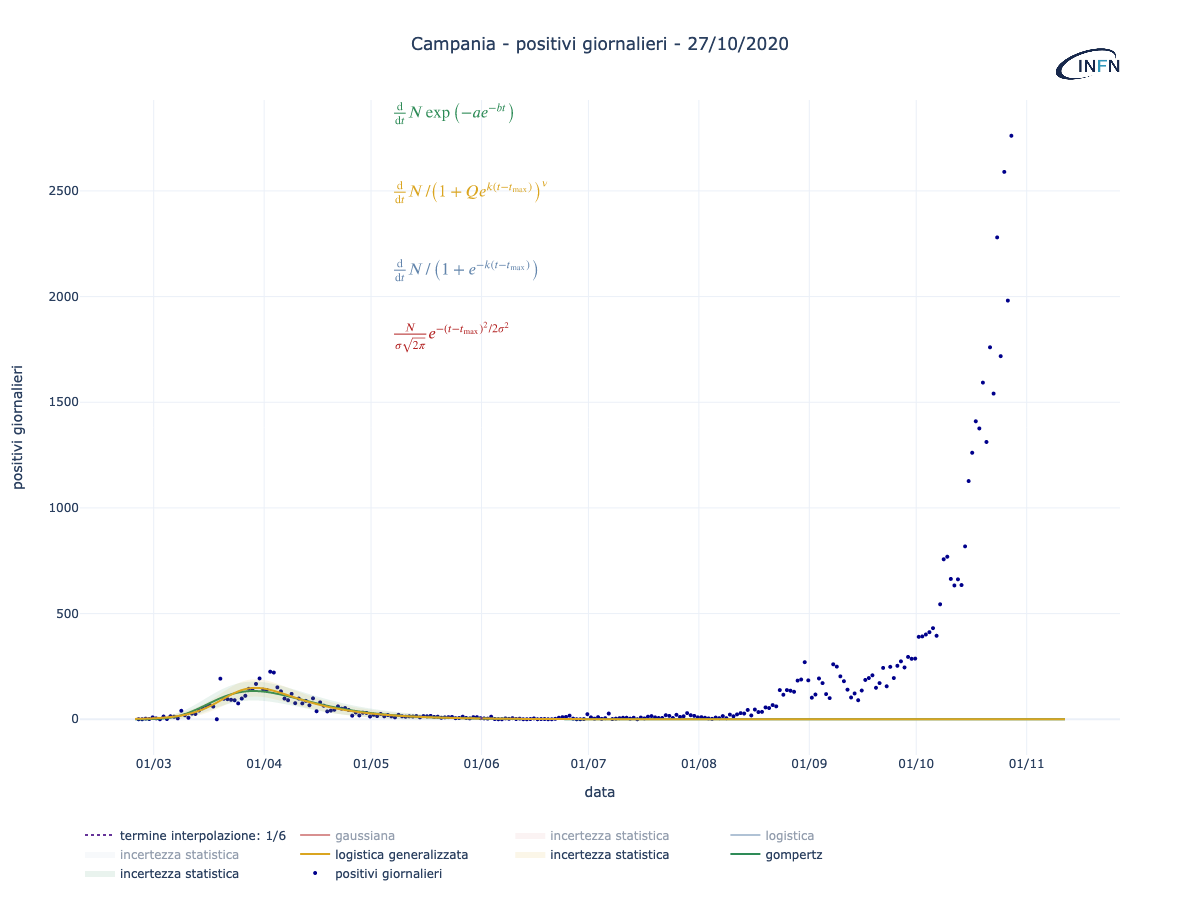 Campania - positivi giornalieri - 27/10/2020
INFN
d/dt N exp (−ae^{−bt})
d/dt N / (1 + Qe^{k(t−t_max)})^ν
d/dt N / (1 + e^{−k(t−t_max)})
N/(σ√2π) e^{−(t−t_max)²/2σ²}
2500
2000
1500
1000
500
0
positivi giornalieri
01/03 01/04 01/05 01/06 01/07 01/08 01/09 01/10 01/11
data
termine interpolazione: 1/6 gaussiana incertezza statistica logistica
incertezza statistica logistica generalizzata incertezza statistica gompertz
incertezza statistica positivi giornalieri